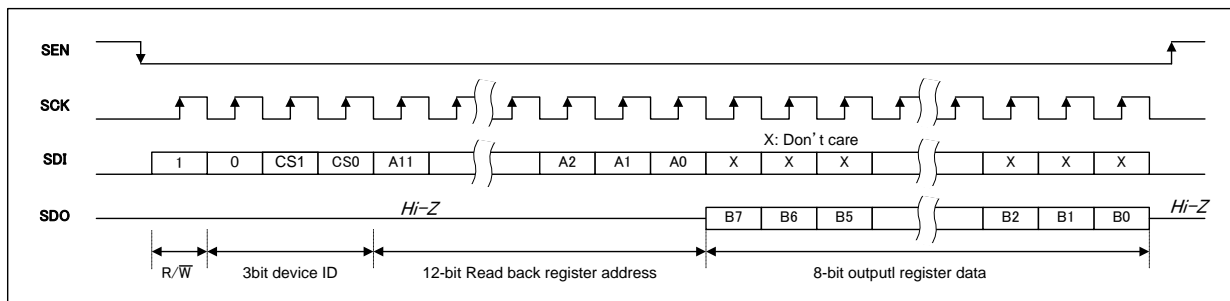 SEN
SCK
X: Don't care
SDI 1 0 CS1 CS0 A11 A2 A1 A0 X X X X X X
SDO Hi-Z B7 B6 B5 B2 B1 B0 Hi-Z
R/W̅ 3bit device ID 12-bit Read back register address 8-bit outputl register data